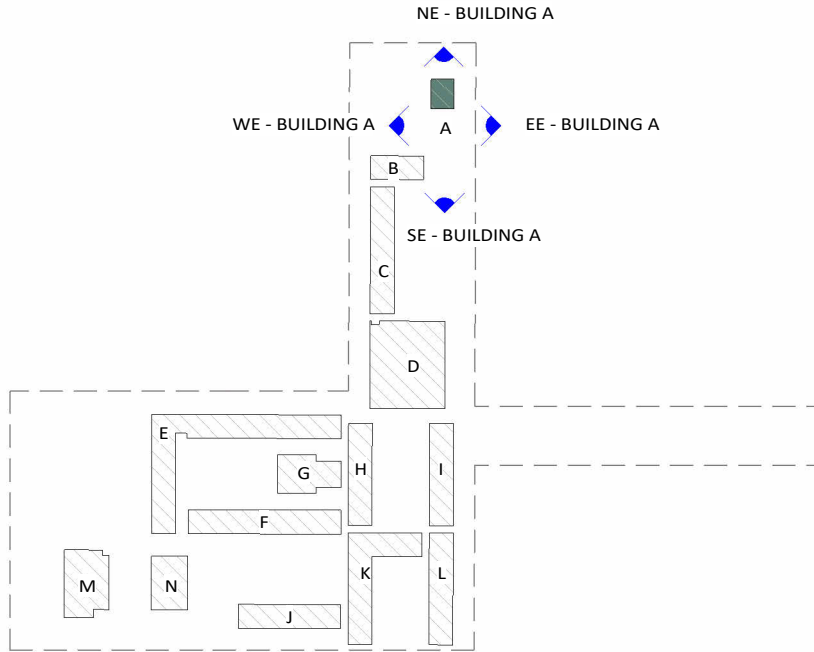 NE - BUILDING A
WE - BUILDING A
A
EE - BUILDING A
B
SE - BUILDING A
C
D
E
G
H
I
F
M
N
K
L
J